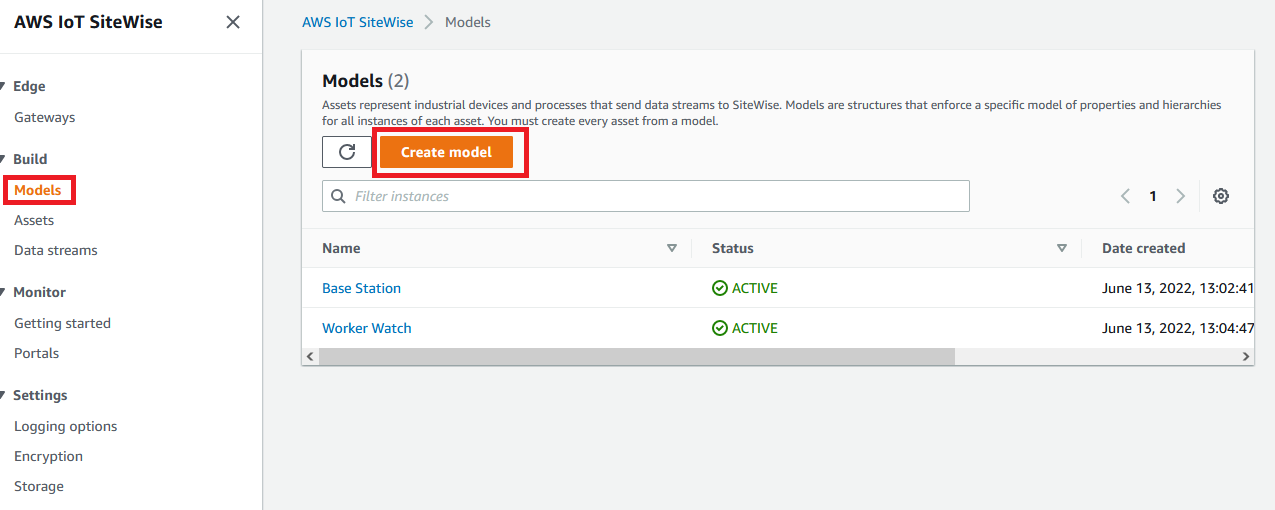 AWS IoT SiteWise
Edge
Gateways
Build
Models
Assets
Data streams
Monitor
Getting started
Portals
Settings
Logging options
Encryption
Storage
AWS IoT SiteWise > Models
Models (2)
Assets represent industrial devices and processes that send data streams to SiteWise. Models are structures that enforce a specific model of properties and hierarchies
for all instances of each asset. You must create every asset from a model.
Create model
Filter instances
1
Name Status Date created
Base Station ACTIVE June 13, 2022, 13:02:41
Worker Watch ACTIVE June 13, 2022, 13:04:47